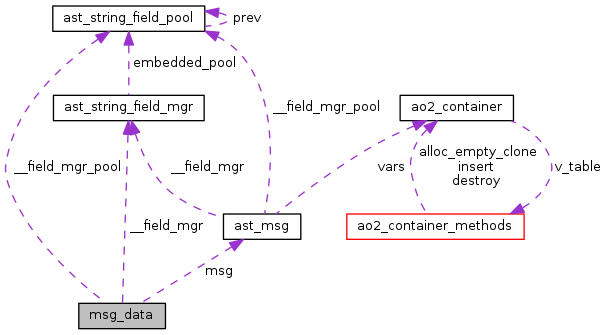 ast_string_field_pool
prev
embedded_pool
ast_string_field_mgr
__field_mgr_pool
ao2_container
__field_mgr_pool
__field_mgr
vars
alloc_empty_clone
insert
destroy
v_table
__field_mgr
ast_msg
ao2_container_methods
msg
msg_data